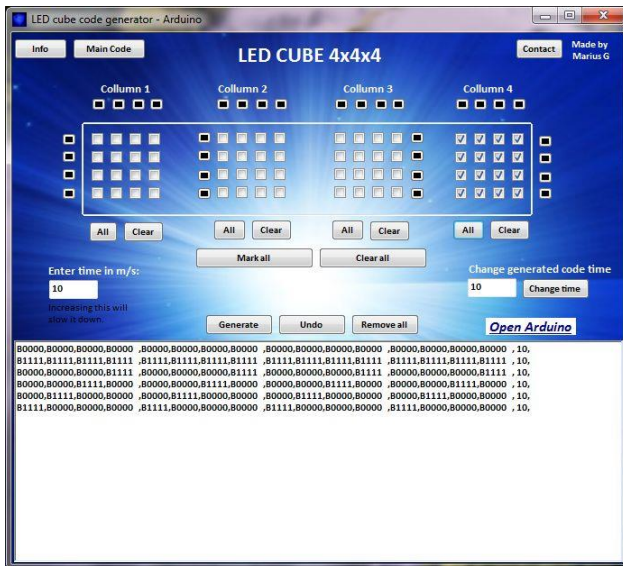 LED cube code generator - Arduino
Info
Main Code
LED CUBE 4x4x4
Contact
Made by
Marius G
Collumn 1
Collumn 2
Collumn 3
Collumn 4
All
Clear
All
Clear
All
Clear
All
Clear
Mark all
Clear all
Enter time in m/s:
10
Increasing this will
slow it down.
Change generated code time
10
Change time
Generate
Undo
Remove all
Open Arduino
B0000,B0000,B0000,B0000 ,B0000,B0000,B0000,B0000 ,B0000,B0000,B0000,B0000 ,B0000,B0000,B0000,B0000 , 10,
B1111,B1111,B1111,B1111 ,B1111,B1111,B1111,B1111 ,B1111,B1111,B1111,B1111 ,B1111,B1111,B1111,B1111 , 10,
B0000,B0000,B0000,B1111 ,B0000,B0000,B0000,B1111 ,B0000,B0000,B0000,B1111 ,B0000,B0000,B0000,B1111 , 10,
B0000,B0000,B1111,B0000 ,B0000,B0000,B1111,B0000 ,B0000,B0000,B1111,B0000 ,B0000,B0000,B1111,B0000 , 10,
B0000,B1111,B0000,B0000 ,B0000,B1111,B0000,B0000 ,B0000,B1111,B0000,B0000 ,B0000,B1111,B0000,B0000 , 10,
B1111,B0000,B0000,B0000 ,B1111,B0000,B0000,B0000 ,B1111,B0000,B0000,B0000 ,B1111,B0000,B0000,B0000 , 10,